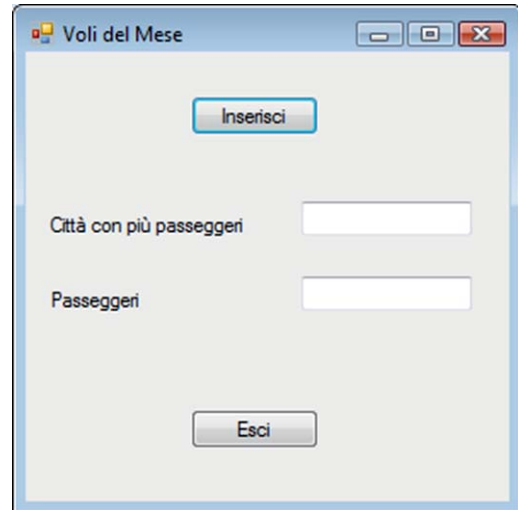 Voli del Mese
Inserisci
Città con più passeggeri
Passeggeri
Esci